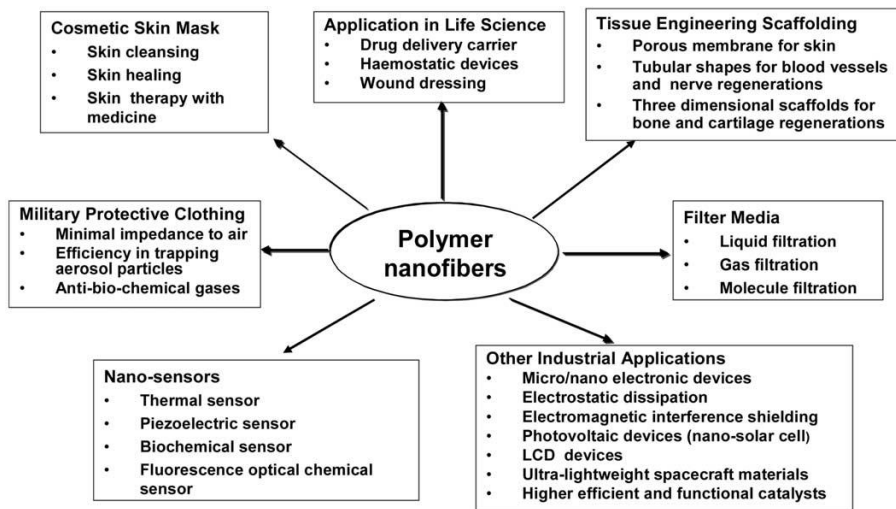 Cosmetic Skin Mask
• Skin cleansing
• Skin healing
• Skin therapy with
medicine
Application in Life Science
• Drug delivery carrier
• Haemostatic devices
• Wound dressing
Tissue Engineering Scaffolding
• Porous membrane for skin
• Tubular shapes for blood vessels
and nerve regenerations
• Three dimensional scaffolds for
bone and cartilage regenerations
Military Protective Clothing
• Minimal impedance to air
• Efficiency in trapping
aerosol particles
• Anti-bio-chemical gases
Polymer
nanofibers
Filter Media
• Liquid filtration
• Gas filtration
• Molecule filtration
Nano-sensors
• Thermal sensor
• Piezoelectric sensor
• Biochemical sensor
• Fluorescence optical chemical
sensor
Other Industrial Applications
• Micro/nano electronic devices
• Electrostatic dissipation
• Electromagnetic interference shielding
• Photovoltaic devices (nano-solar cell)
• LCD devices
• Ultra-lightweight spacecraft materials
• Higher efficient and functional catalysts